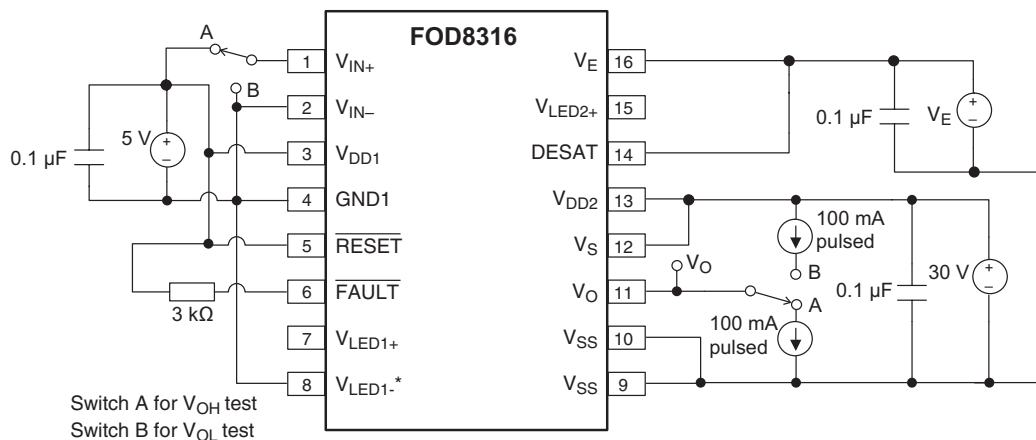 FOD8316
A
B
5 V
0.1 µF
3 kΩ
1 V_IN+
2 V_IN–
3 V_DD1
4 GND1
5 RESET
6 FAULT
7 V_LED1+
8 V_LED1-*
V_E 16
V_LED2+ 15
DESAT 14
V_DD2 13
V_S 12
V_O 11
V_SS 10
V_SS 9
0.1 µF
V_E
100 mA
pulsed
B
V_O
A
0.1 µF
30 V
100 mA
pulsed
Switch A for V_OH test
Switch B for V_OL test
+
–
+
–
+
–